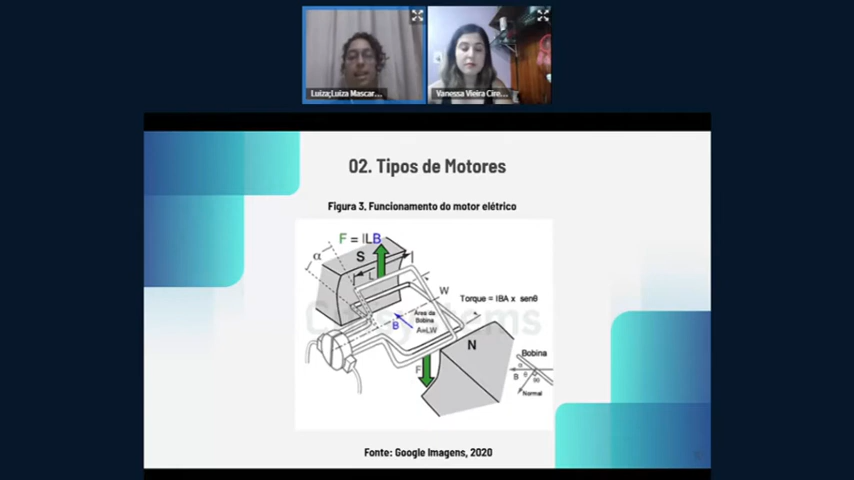 Luiza;Luiza Mascar...
Vanessa Vieira Cire...
02. Tipos de Motores
Figura 3. Funcionamento do motor elétrico
F = ILB
α
S
L
W
Torque = IBA x senθ
B
Área da
Bobina
A=LW
N
F
Bobina
α
B
θ
90
Normal
Fonte: Google Imagens, 2020